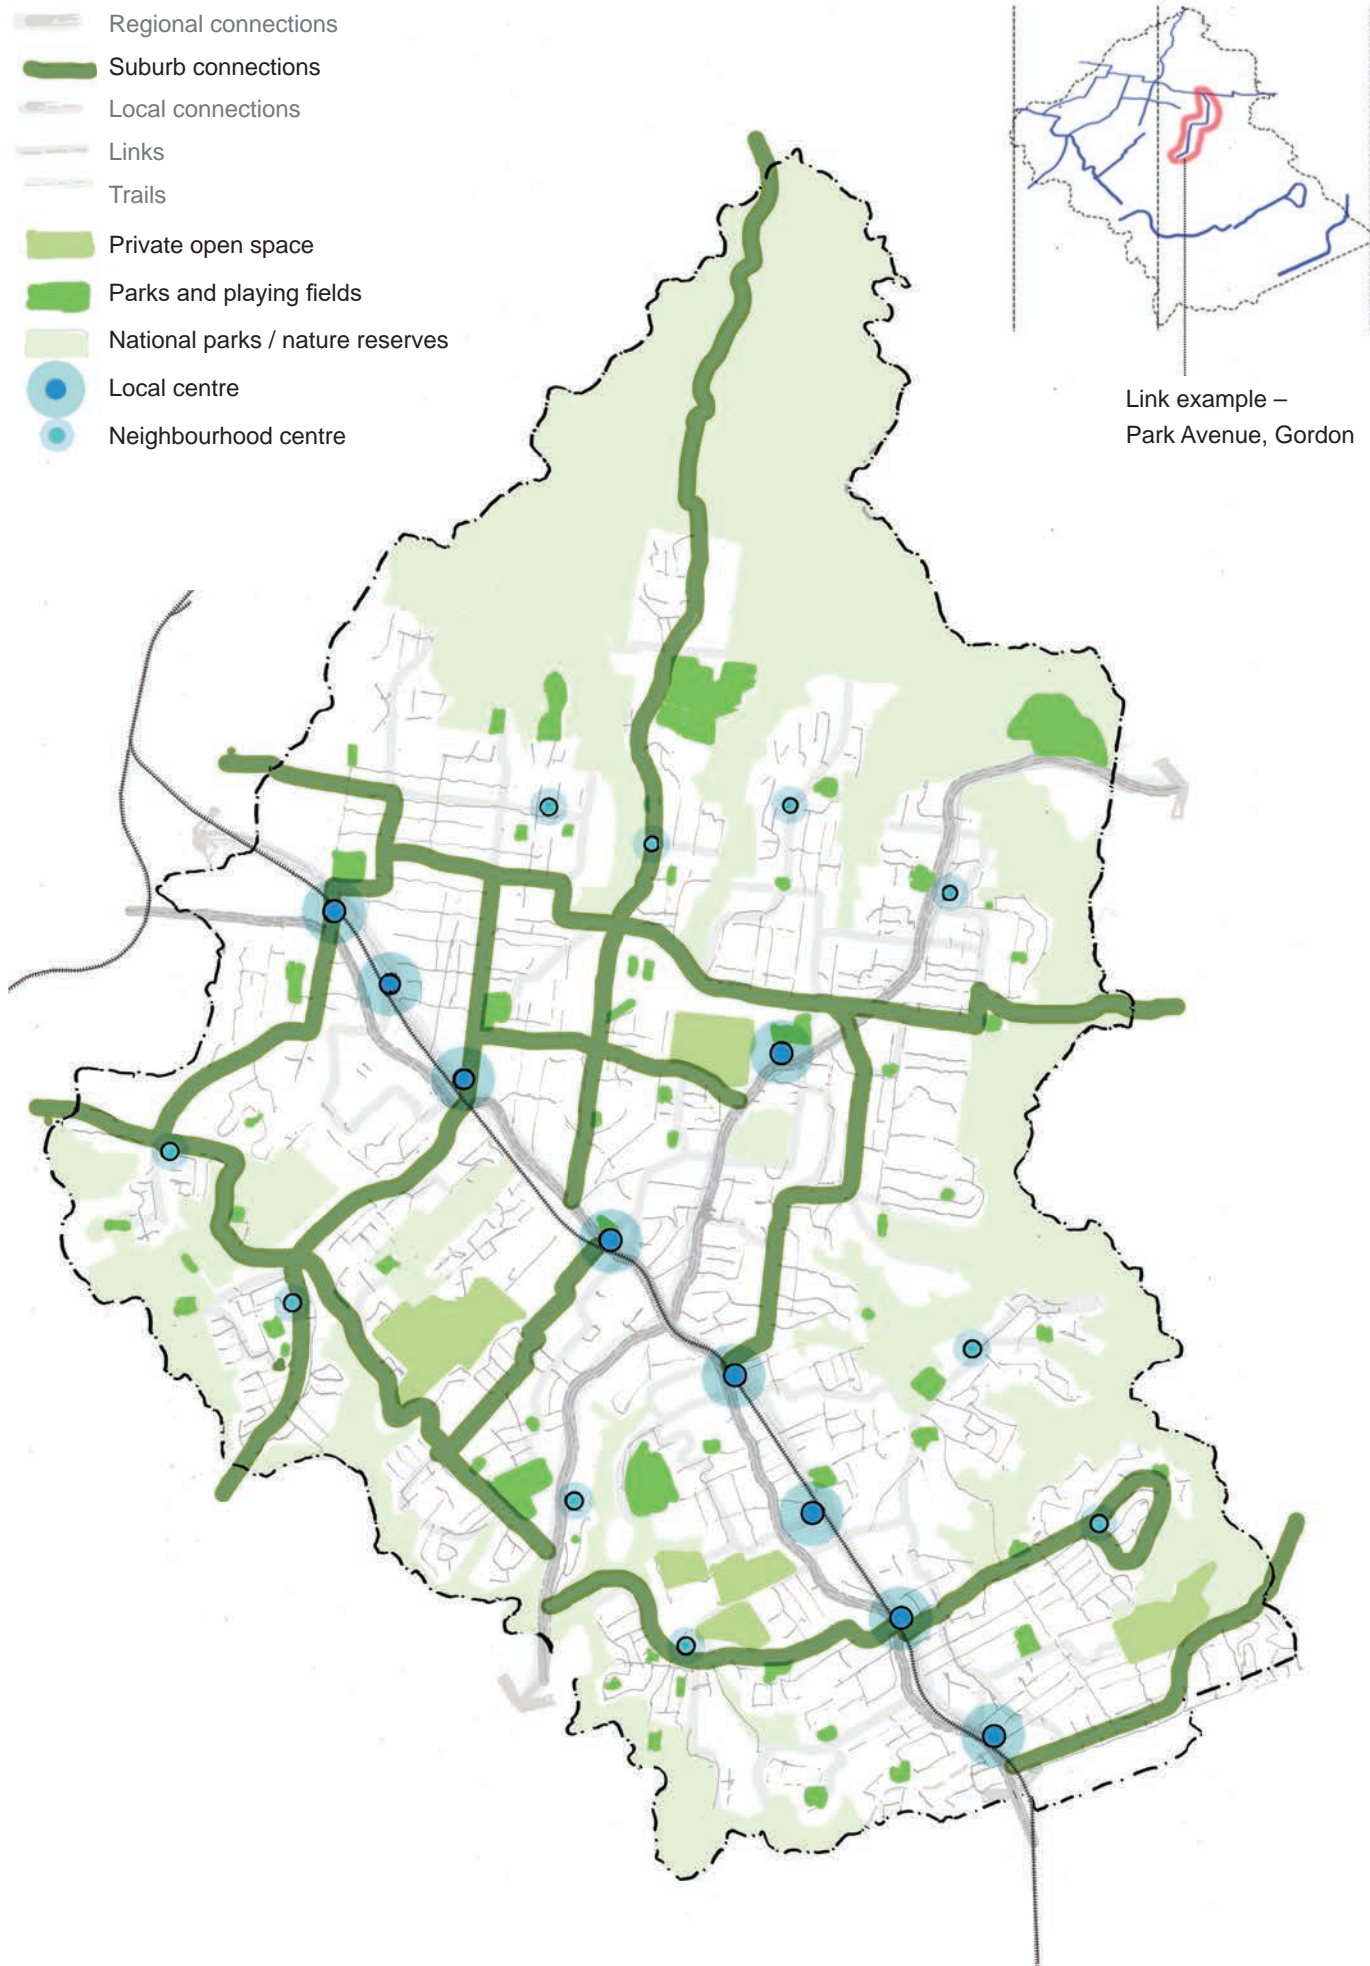 Regional connections
Suburb connections
Local connections
Links
Trails
Private open space
Parks and playing fields
National parks / nature reserves
Local centre
Neighbourhood centre
Link example –
Park Avenue, Gordon